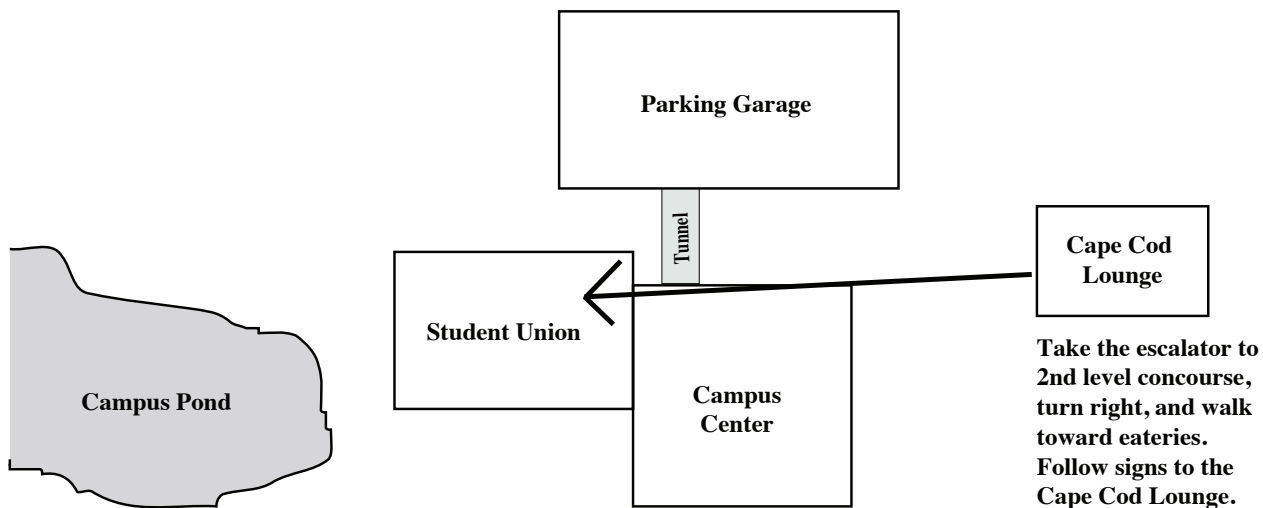 Parking Garage
Tunnel
Cape Cod
Lounge
Student Union
Campus Pond
Campus
Center
Take the escalator to
2nd level concourse,
turn right, and walk
toward eateries.
Follow signs to the
Cape Cod Lounge.